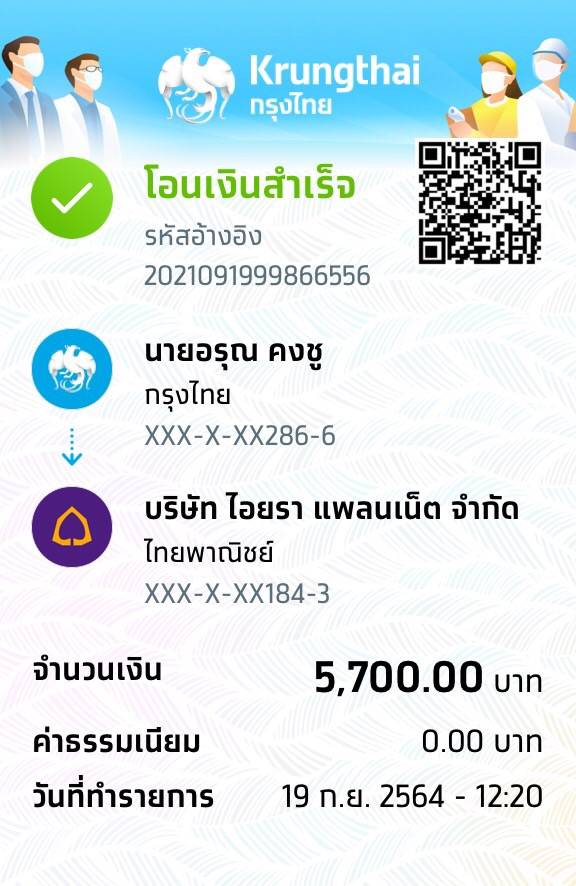 Krungthai
กรุงไทย
โอนเงินสำเร็จ
รหัสอ้างอิง
2021091999866556
นายอรุณ คงชู
กรุงไทย
XXX-X-XX286-6
บริษัท ไอยรา แพลนเน็ต จำกัด
ไทยพาณิชย์
XXX-X-XX184-3
จำนวนเงิน 5,700.00 บาท
ค่าธรรมเนียม 0.00 บาท
วันที่ทำรายการ 19 ก.ย. 2564 - 12:20